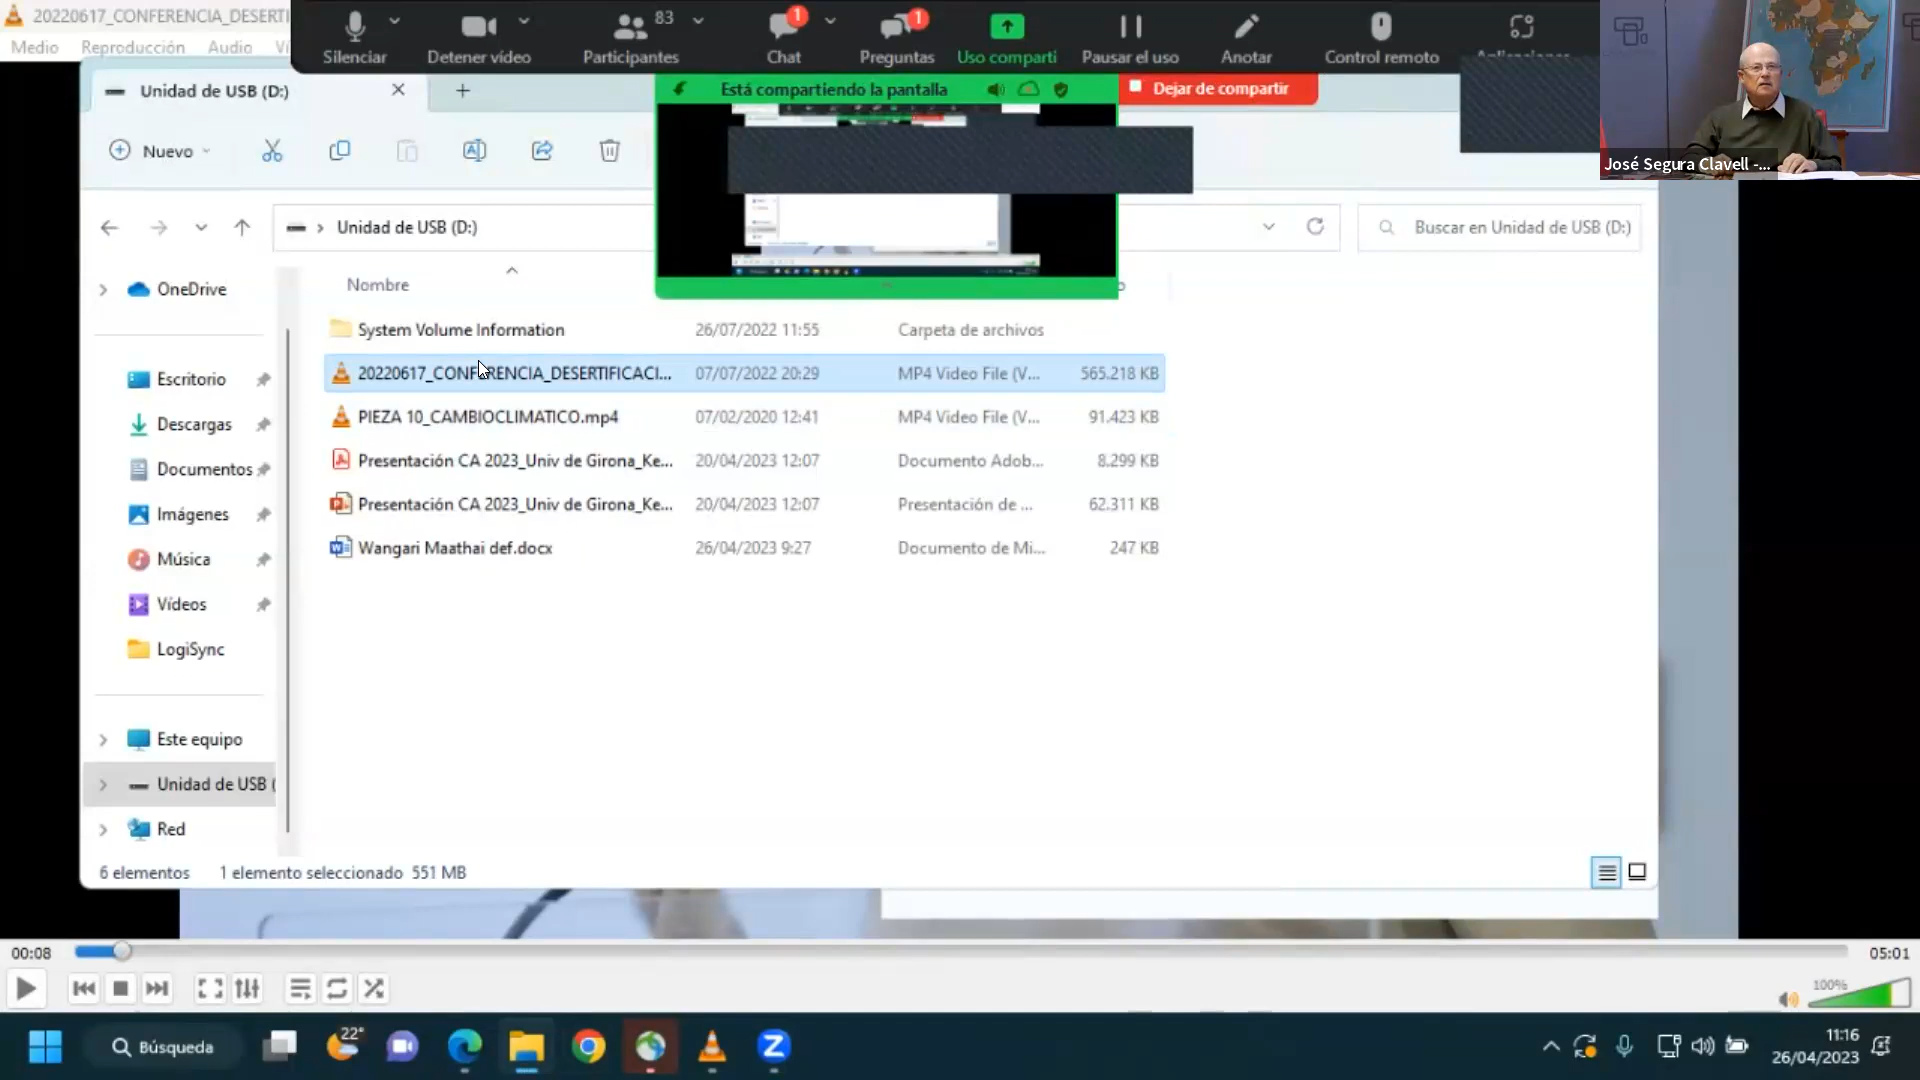 20220617_CONFERENCIA_DESERTI
Medio Reproducción Audio
Silenciar
Detener vídeo
83
Participantes
1
Chat
1
Preguntas
Uso comparti
Pausar el uso
Anotar
Control remoto
Está compartiendo la pantalla
Dejar de compartir
José Segura Clavell -...
Unidad de USB (D:)
Nuevo
Unidad de USB (D:)
Buscar en Unidad de USB (D:)
Nombre
OneDrive
Escritorio
Descargas
Documentos
Imágenes
Música
Vídeos
LogiSync
Este equipo
Unidad de USB (
Red
System Volume Information 26/07/2022 11:55 Carpeta de archivos
20220617_CONFERENCIA_DESERTIFICACI... 07/07/2022 20:29 MP4 Video File (V... 565.218 KB
PIEZA 10_CAMBIOCLIMATICO.mp4 07/02/2020 12:41 MP4 Video File (V... 91.423 KB
Presentación CA 2023_Univ de Girona_Ke... 20/04/2023 12:07 Documento Adob... 8.299 KB
Presentación CA 2023_Univ de Girona_Ke... 20/04/2023 12:07 Presentación de ... 62.311 KB
Wangari Maathai def.docx 26/04/2023 9:27 Documento de Mi... 247 KB
6 elementos 1 elemento seleccionado 551 MB
00:08
05:01
100%
22°
Búsqueda
11:16
26/04/2023